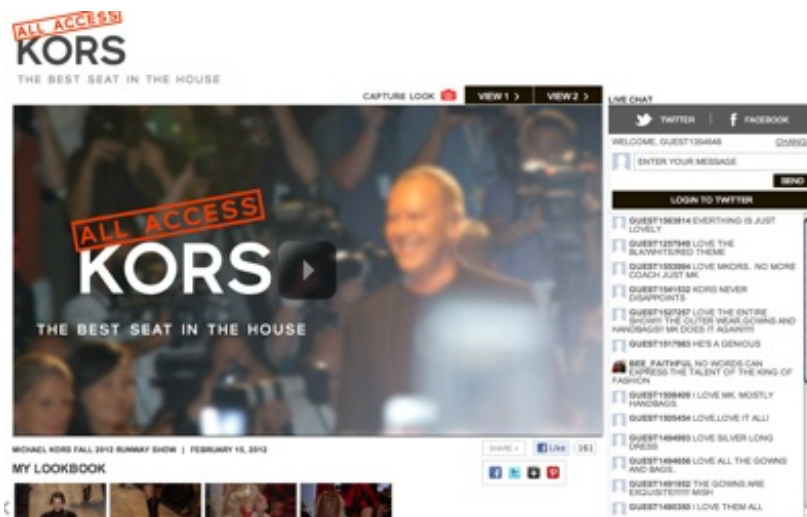 ALL ACCESS
KORS
THE BEST SEAT IN THE HOUSE
CAPTURE LOOK
VIEW 1 >
VIEW 2 >
ALL ACCESS
KORS
THE BEST SEAT IN THE HOUSE
MICHAEL KORS FALL 2012 RUNWAY SHOW | FEBRUARY 15, 2012
SHARE +
Like
161
MY LOOKBOOK
LIVE CHAT
TWITTER | FACEBOOK
WELCOME, GUEST1384648
CHANG
ENTER YOUR MESSAGE
SEND
LOGIN TO TWITTER
GUEST1563814 EVERTHING IS JUST
LOVELY
GUEST1257949 LOVE THE
BLK/WHITE/RED THEME
GUEST1553994 LOVE MKORS.. NO MORE
COACH JUST MK
GUEST1541532 KORS NEVER
DISAPPOINTS
GUEST1527257 LOVE THE ENTIRE
SHOW!!! THE OUTER WEAR,GOWNS AND
HANDBAGS!! MK DOES IT AGAIN!!!!!
GUEST1517983 HE'S A GENIOUS
BEE_FAITHFUL NO WORDS CAN
EXPRESS THE TALENT OF THE KING OF
FASHION
GUEST1508409 I LOVE MK. MOSTLY
HANDBAGS.
GUEST1505454 LOVE,LOVE IT ALL!
GUEST1494993 LOVE SILVER LONG
DRESS
GUEST1494656 LOVE ALL THE GOWNS
AND BAGS..
GUEST1491952 THE GOWNS ARE
EXQUISITE!!!!!! MISH
GUEST1490350 I LOVE THEM ALL